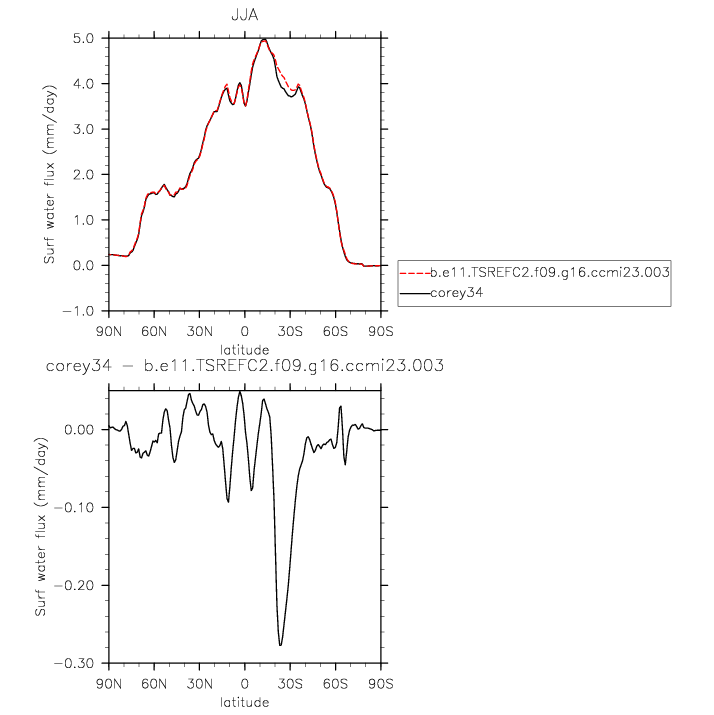 JJA
5.0
4.0
3.0
2.0
1.0
0.0
−1.0
Surf water flux (mm/day)
90N 60N 30N 0 30S 60S 90S
latitude
b.e11.TSREFC2.f09.g16.ccmi23.003
corey34
corey34 − b.e11.TSREFC2.f09.g16.ccmi23.003
0.00
−0.10
−0.20
−0.30
Surf water flux (mm/day)
90N 60N 30N 0 30S 60S 90S
latitude